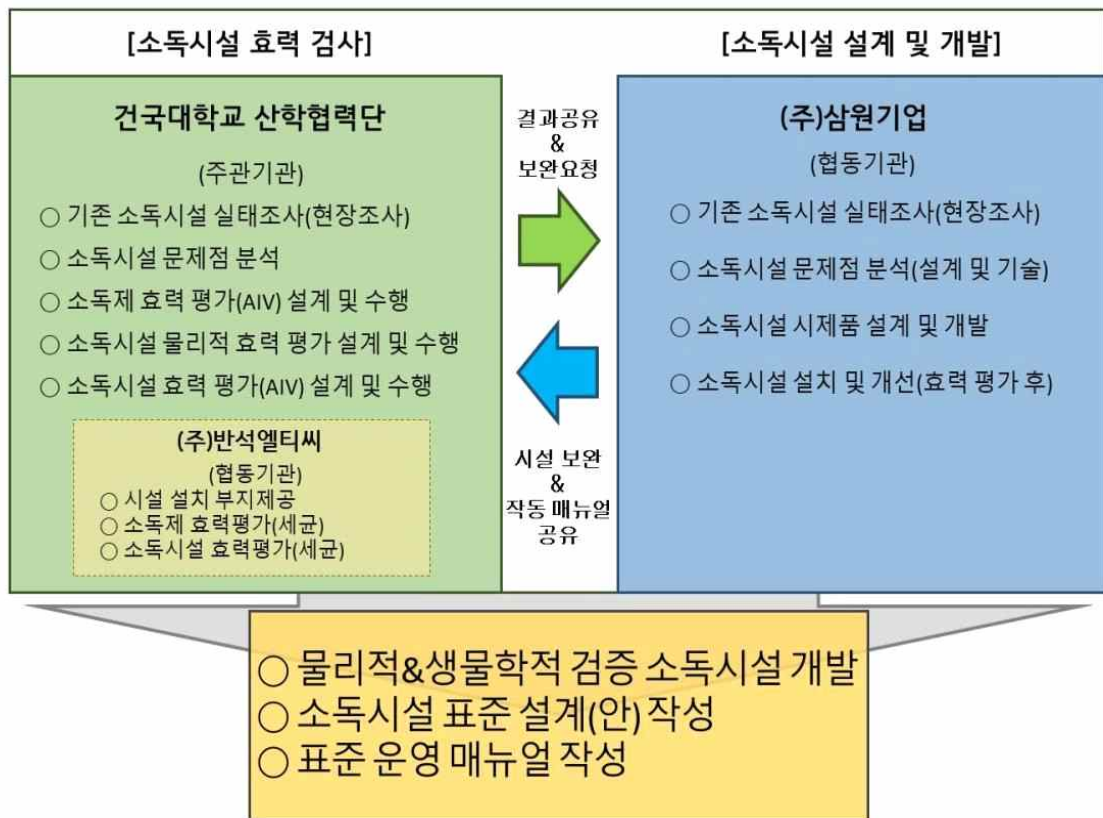 [소독시설 효력 검사]
건국대학교 산학협력단
(주관기관)
○ 기존 소독시설 실태조사(현장조사)
○ 소독시설 문제점 분석
○ 소독제 효력 평가(AIV) 설계 및 수행
○ 소독시설 물리적 효력 평가 설계 및 수행
○ 소독시설 효력 평가(AIV) 설계 및 수행
(주)반석엘티씨
(협동기관)
○ 시설 설치 부지제공
○ 소독제 효력평가(세균)
○ 소독시설 효력평가(세균)
결과공유
&
보완요청
시설 보완
&
작동 매뉴얼
공유
[소독시설 설계 및 개발]
(주)삼원기업
(협동기관)
○ 기존 소독시설 실태조사(현장조사)
○ 소독시설 문제점 분석(설계 및 기술)
○ 소독시설 시제품 설계 및 개발
○ 소독시설 설치 및 개선(효력 평가 후)
○ 물리적&생물학적 검증 소독시설 개발
○ 소독시설 표준 설계(안) 작성
○ 표준 운영 매뉴얼 작성